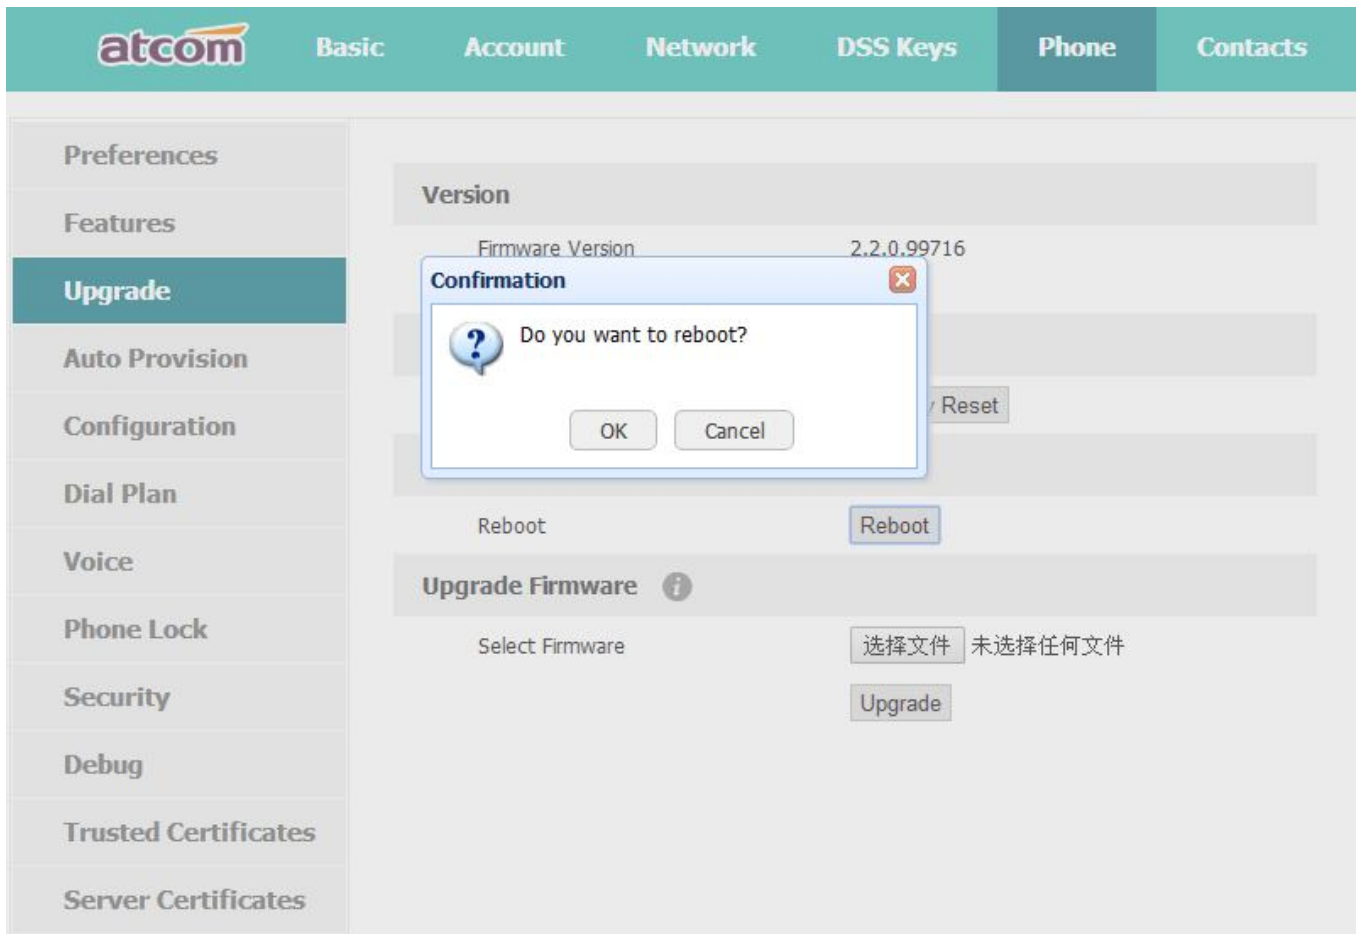 atcom Basic Account Network DSS Keys Phone Contacts
Preferences
Features
Upgrade
Auto Provision
Configuration
Dial Plan
Voice
Phone Lock
Security
Debug
Trusted Certificates
Server Certificates
Version
Firmware Version 2.2.0.99716
Confirmation
Do you want to reboot?
OK Cancel
Reset
Reboot Reboot
Upgrade Firmware
Select Firmware 选择文件 未选择任何文件
Upgrade